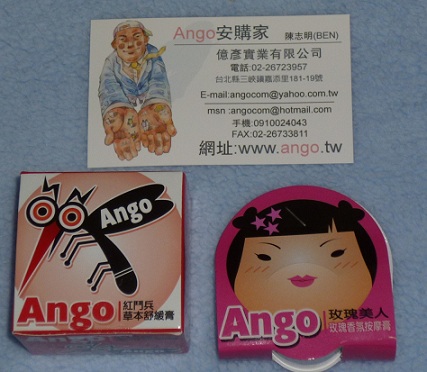 Ango安購家 陳志明(BEN)
億彥實業有限公司
電話:02-26723957
台北縣三峽鎮嘉添里181-19號
E-mail:angocom@yahoo.com.tw
msn:angocom@hotmail.com
手機:0910024043
FAX:02-26733811
網址:www.ango.tw
Ango
Ango
紅鬥兵
草本舒緩膏
Ango
玫瑰美人
玫瑰香氛按摩膏